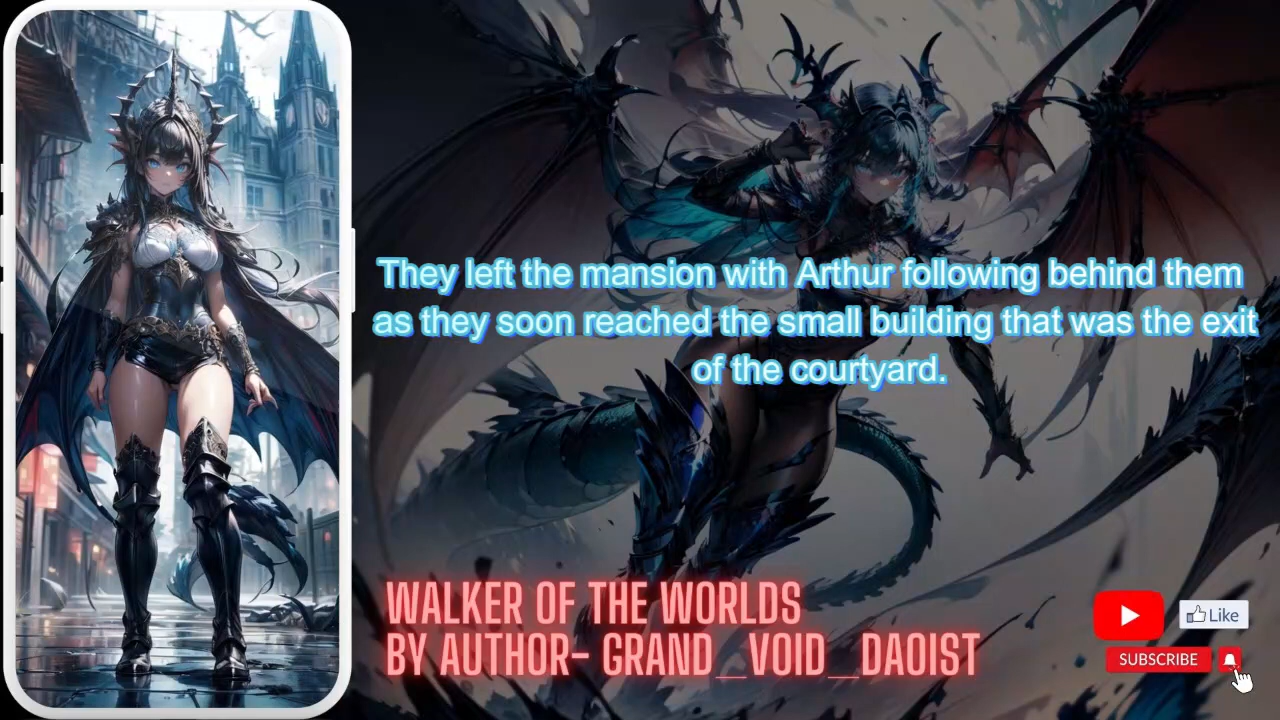 They left the mansion with Arthur following behind them
as they soon reached the small building that was the exit
of the courtyard.
WALKER OF THE WORLDS
BY AUTHOR- GRAND_VOID_DAOIST
Like
SUBSCRIBE